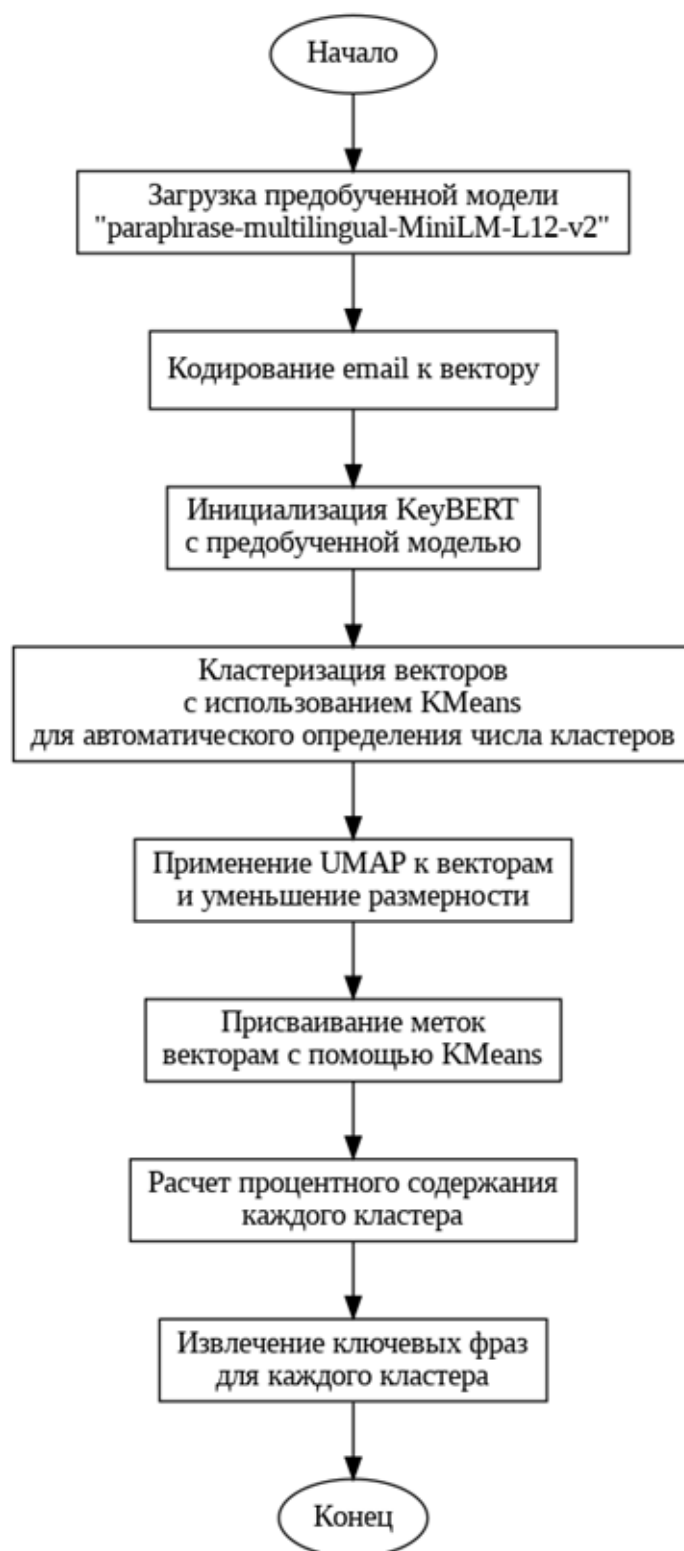 Начало
Загрузка предобученной модели
"paraphrase-multilingual-MiniLM-L12-v2"
Кодирование email к вектору
Инициализация KeyBERT
с предобученной моделью
Кластеризация векторов
с использованием KMeans
для автоматического определения числа кластеров
Применение UMAP к векторам
и уменьшение размерности
Присваивание меток
векторам с помощью KMeans
Расчет процентного содержания
каждого кластера
Извлечение ключевых фраз
для каждого кластера
Конец